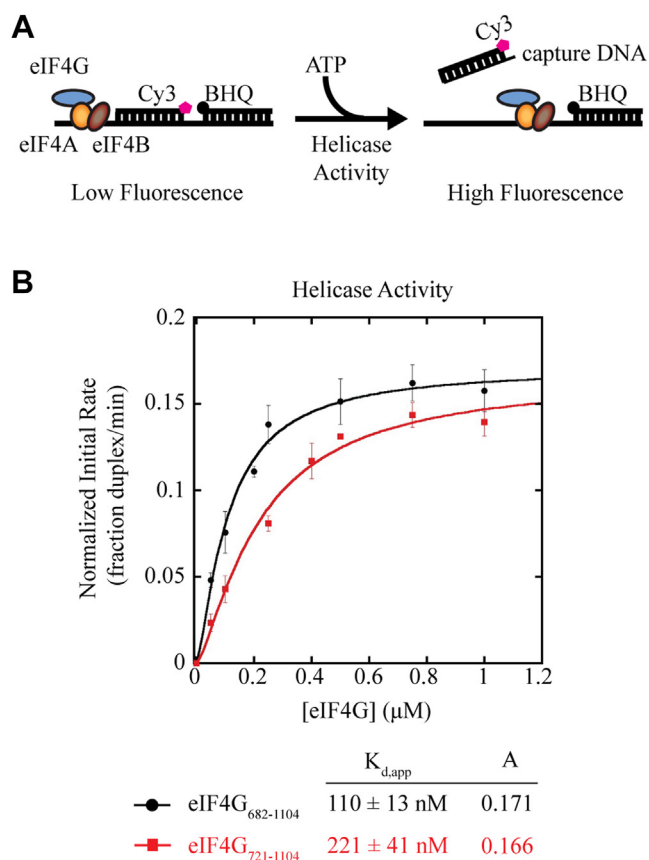 A
eIF4G
Cy3
BHQ
eIF4A
eIF4B
Low Fluorescence
ATP
Helicase
Activity
Cy3
capture DNA
BHQ
High Fluorescence
B
Helicase Activity
Normalized Initial Rate
(fraction duplex/min)
0.2
0.15
0.1
0.05
0
0 0.2 0.4 0.6 0.8 1 1.2
[eIF4G] (μM)
K_d,app A
eIF4G_682-1104 110 ± 13 nM 0.171
eIF4G_721-1104 221 ± 41 nM 0.166